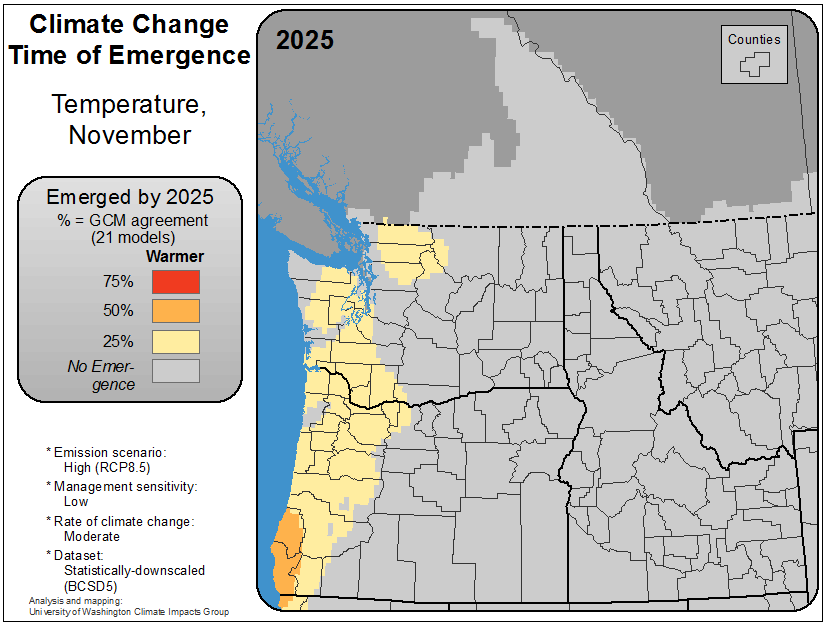 Climate Change
Time of Emergence
Temperature,
November
Emerged by 2025
% = GCM agreement
(21 models)
Warmer
75%
50%
25%
No Emer-
gence
* Emission scenario:
High (RCP8.5)
* Management sensitivity:
Low
* Rate of climate change:
Moderate
* Dataset:
Statistically-downscaled
(BCSD5)
Analysis and mapping:
University of Washington Climate Impacts Group
2025
Counties